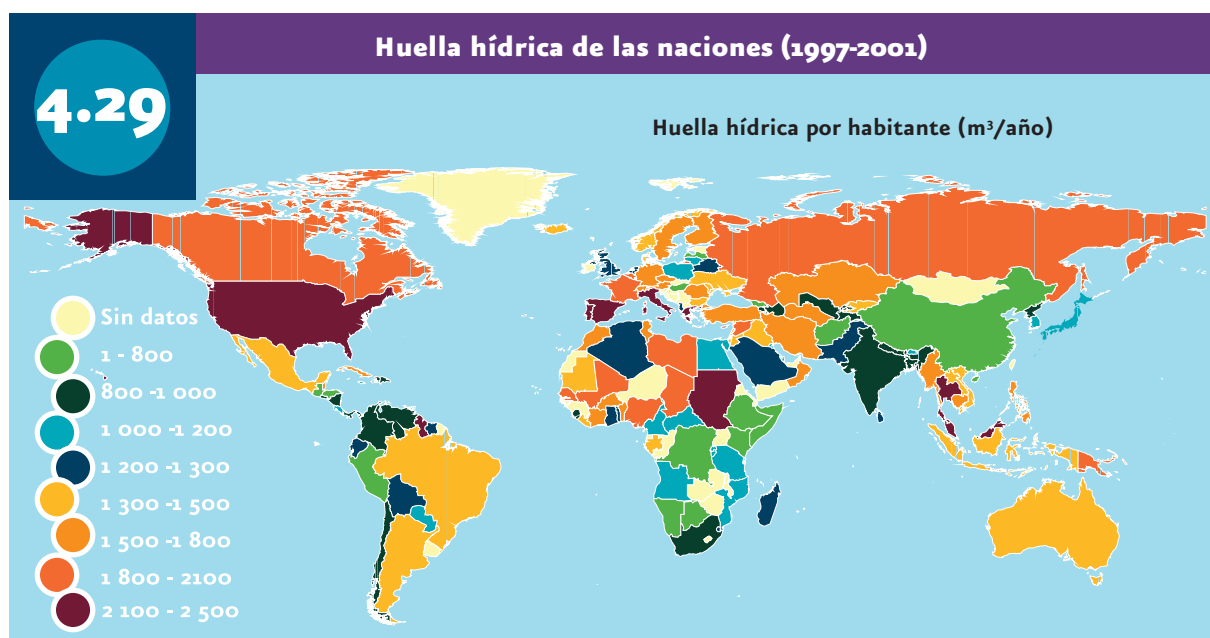 4.29
Huella hídrica de las naciones (1997-2001)
Huella hídrica por habitante (m³/año)
Sin datos
1 - 800
800 -1 000
1 000 -1 200
1 200 -1 300
1 300 -1 500
1 500 -1 800
1 800 - 2100
2 100 - 2 500